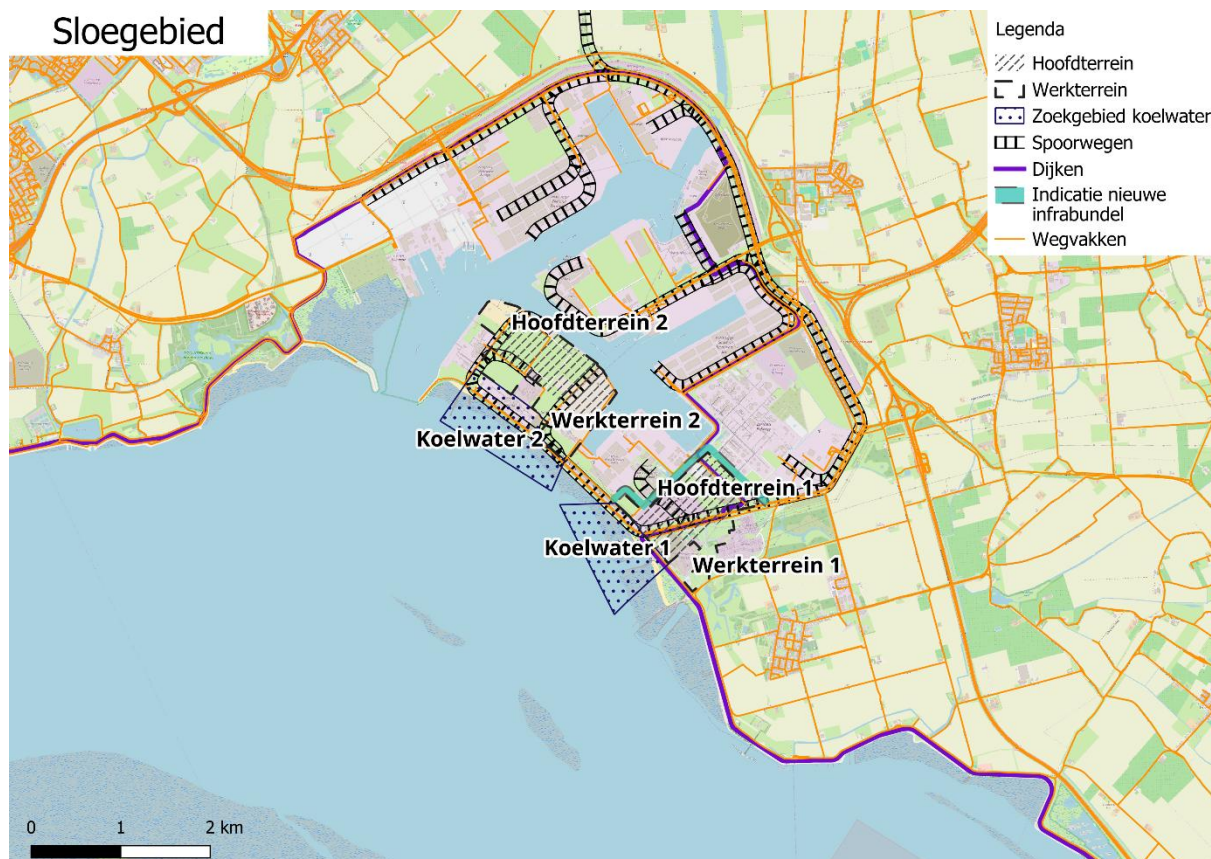 Sloegebied
Legenda
Hoofdterrein
Werkterrein
Zoekgebied koelwater
Spoorwegen
Dijken
Indicatie nieuwe
infrabundel
Wegvakken
Hoofdterrein 2
Werkterrein 2
Koelwater 2
Hoofdterrein 1
Koelwater 1
Werkterrein 1
0 1 2 km